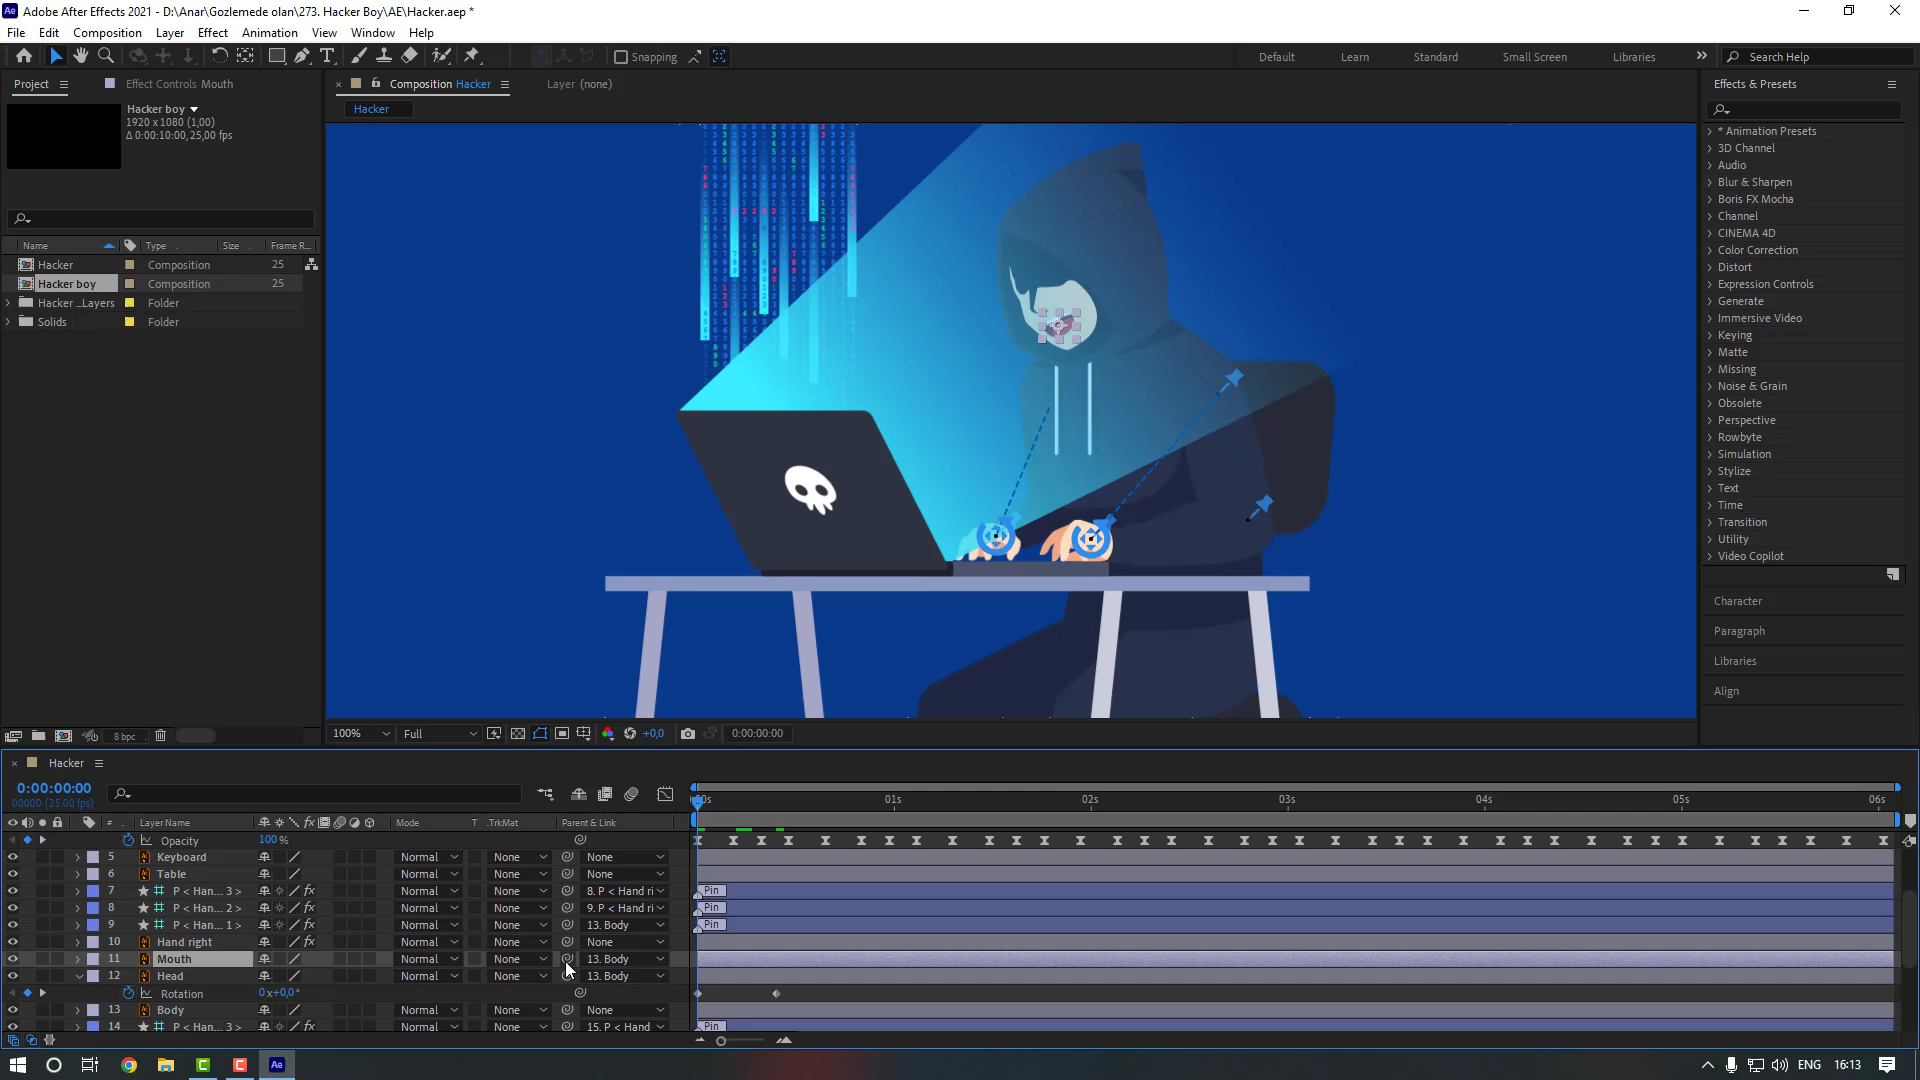 Adobe After Effects 2021 - D:\Anar\Gozlemede olan\273. Hacker Boy\AE\Hacker.aep *
File Edit Composition Layer Effect Animation View Window Help
Snapping
Default Learn Standard Small Screen Libraries
Search Help
Project Effect Controls Mouth
Composition Hacker Layer (none)
Effects & Presets
Hacker boy
1920 x 1080 (1,00)
Δ 0:00:10:00, 25,00 fps
Hacker
Name Type Size Frame R...
Hacker Composition 25
Hacker boy Composition 25
Hacker _Layers Folder
Solids Folder
* Animation Presets
3D Channel
Audio
Blur & Sharpen
Boris FX Mocha
Channel
CINEMA 4D
Color Correction
Distort
Expression Controls
Generate
Immersive Video
Keying
Matte
Missing
Noise & Grain
Obsolete
Perspective
Rowbyte
Simulation
Stylize
Text
Time
Transition
Utility
Video Copilot
Character
Paragraph
Libraries
Align
8 bpc
100% Full +0,0 0:00:00:00
Hacker
0:00:00:00
00000 (25.00 fps)
:00s 01s 02s 03s 04s 05s 06s
# Layer Name Mode T .TrkMat Parent & Link
Opacity 100 %
5 Keyboard Normal None None
6 Table Normal None None
7 P < Han... 3 > Normal None 8. P < Hand ri
8 P < Han... 2 > Normal None 9. P < Hand ri
9 P < Han... 1 > Normal None 13. Body
10 Hand right Normal None None
11 Mouth Normal None 13. Body
12 Head Normal None 13. Body
Rotation 0 x+0,0 °
13 Body Normal None None
14 P < Han... 3 > Normal None 15. P < Hand
Pin
Pin
Pin
Pin
ENG 16:13